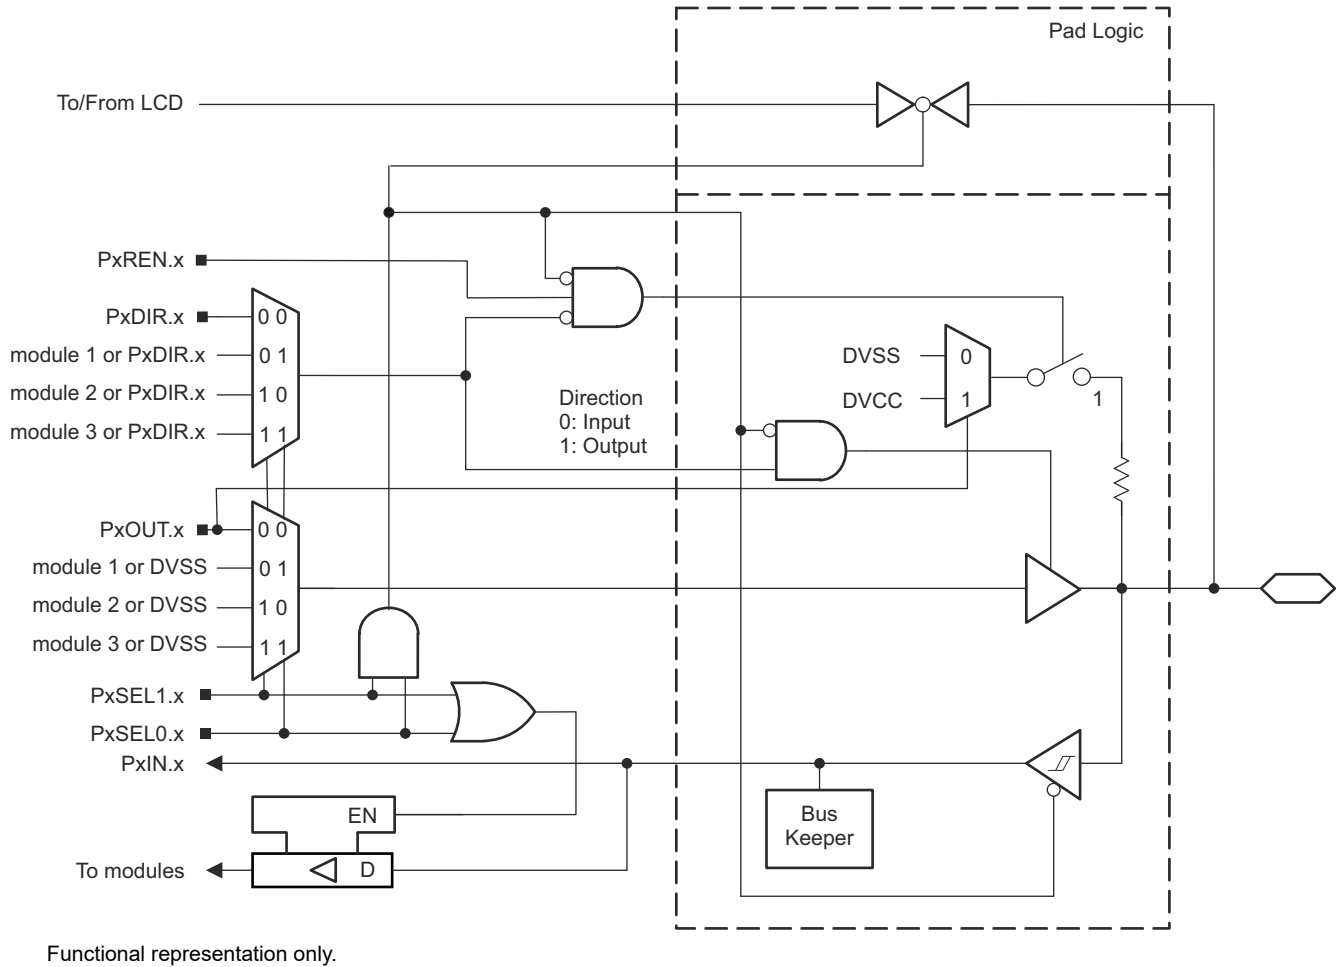 Pad Logic
To/From LCD
PxREN.x
PxDIR.x
0 0
module 1 or PxDIR.x
0 1
module 2 or PxDIR.x
1 0
module 3 or PxDIR.x
1 1
Direction
0: Input
1: Output
DVSS
0
DVCC
1
1
PxOUT.x
0 0
module 1 or DVSS
0 1
module 2 or DVSS
1 0
module 3 or DVSS
1 1
PxSEL1.x
PxSEL0.x
PxIN.x
EN
Bus
Keeper
To modules
D
Functional representation only.